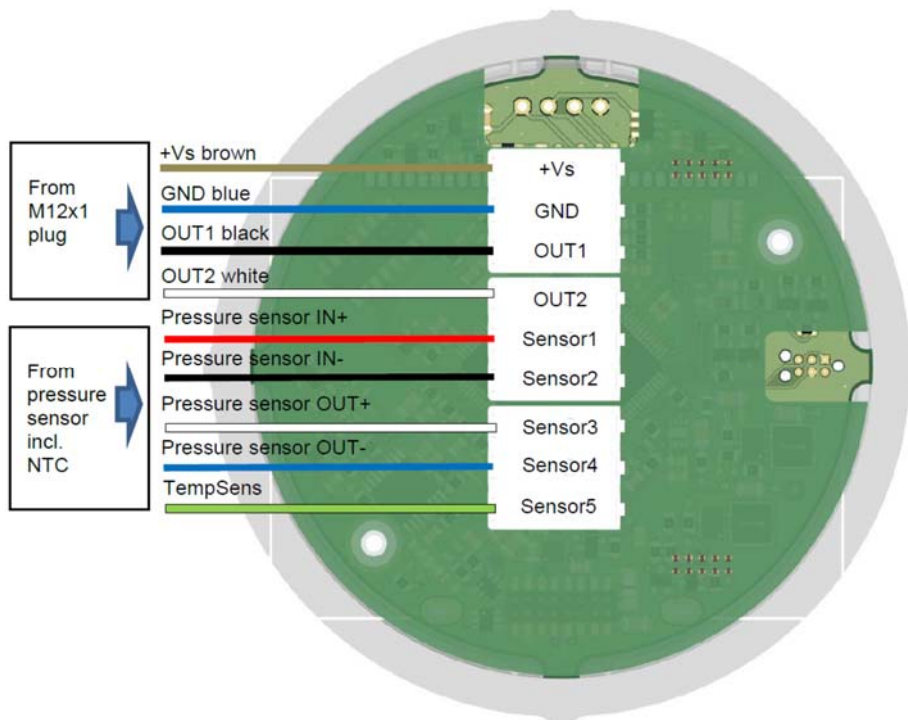 From
M12x1
plug
+Vs brown
GND blue
OUT1 black
OUT2 white
From
pressure
sensor
incl.
NTC
Pressure sensor IN+
Pressure sensor IN-
Pressure sensor OUT+
Pressure sensor OUT-
TempSens
+Vs
GND
OUT1
OUT2
Sensor1
Sensor2
Sensor3
Sensor4
Sensor5